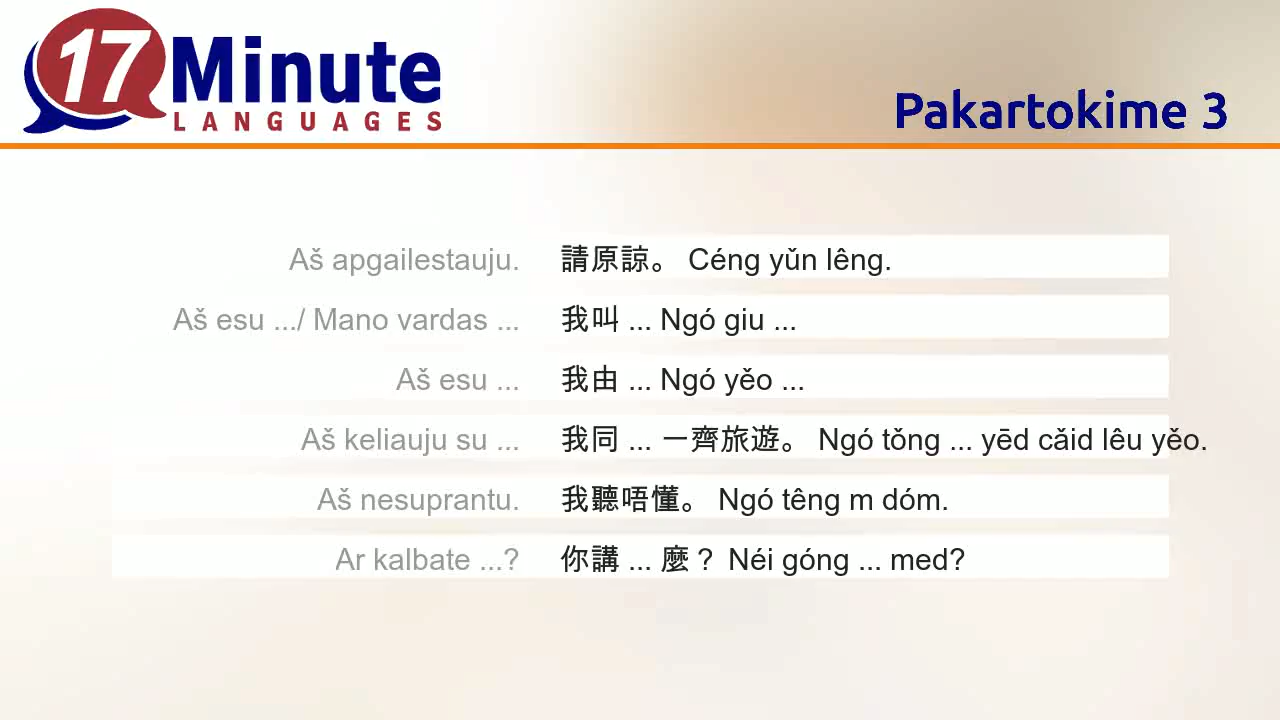 17 Minute
LANGUAGES
Pakartokime 3
Aš apgailestauju. 請原諒。 Céng yǔn lêng.
Aš esu .../ Mano vardas ... 我叫 ... Ngó giu ...
Aš esu ... 我由 ... Ngó yěo ...
Aš keliauju su ... 我同 ... 一齊旅遊。 Ngó tǒng ... yēd cǎid lêu yěo.
Aš nesuprantu. 我聽唔懂。 Ngó têng m dóm.
Ar kalbate ...? 你講 ... 麼？ Néi góng ... med?